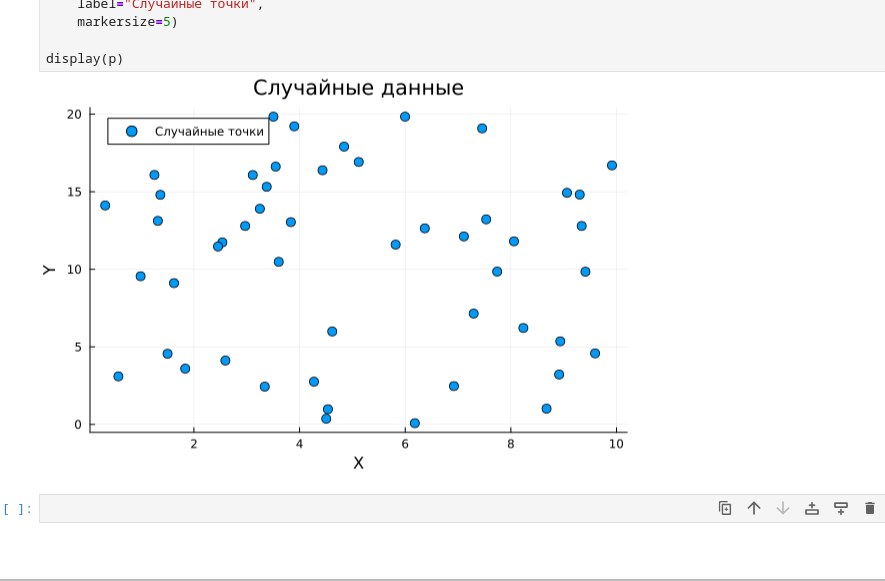 label="Случайные точки",
markersize=5)
display(p)
Случайные данные
Случайные точки
20
15
10
5
0
Y
2 4 6 8 10
X
[ ]: